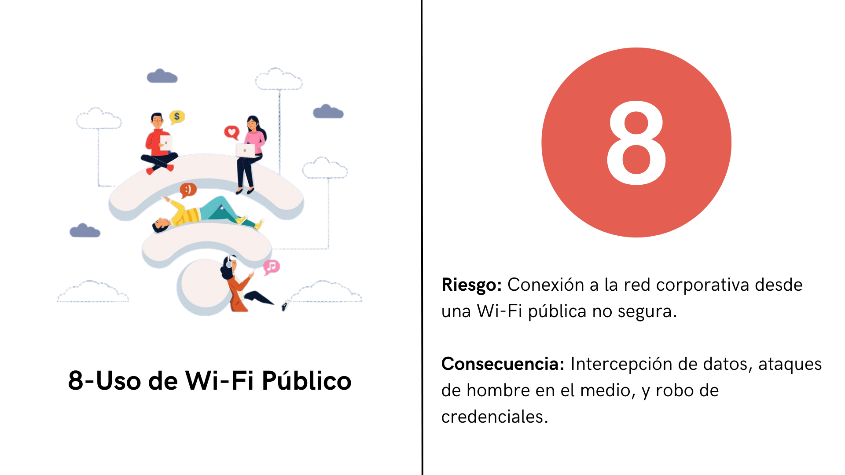 8-Uso de Wi-Fi Público
8
Riesgo: Conexión a la red corporativa desde
una Wi-Fi pública no segura.
Consecuencia: Intercepción de datos, ataques
de hombre en el medio, y robo de
credenciales.
$
:)